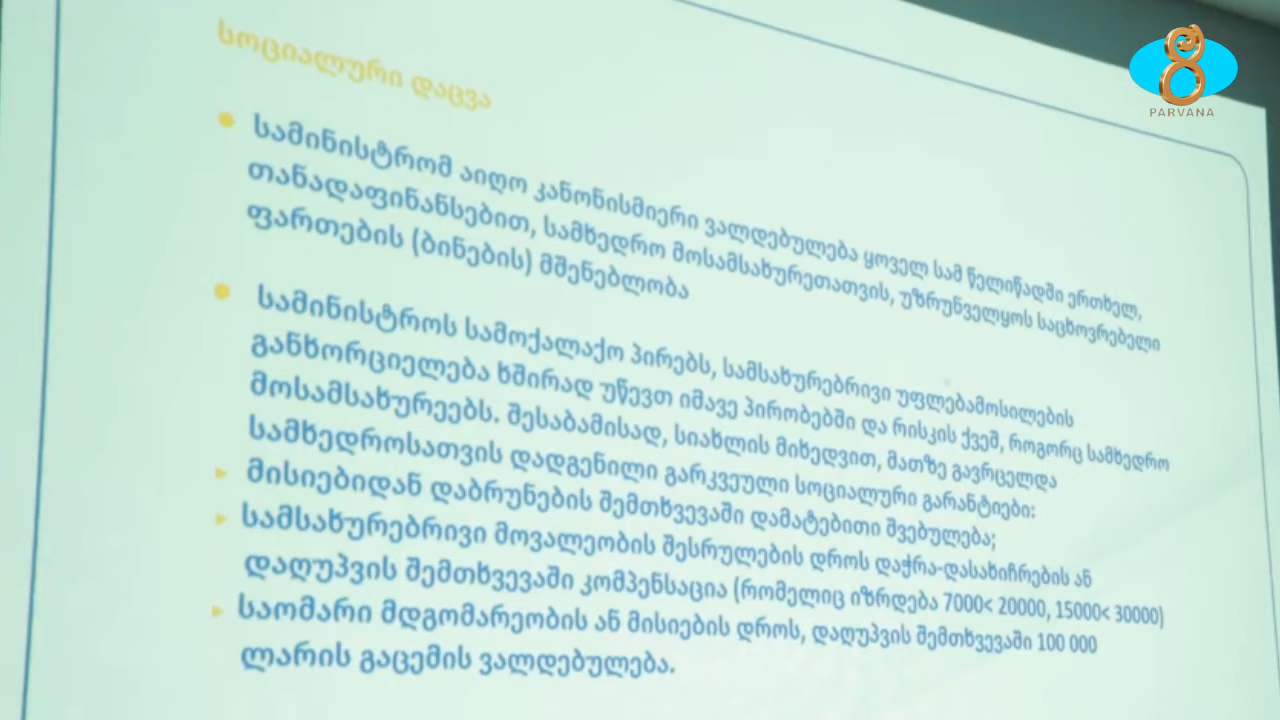 სოციალური დაცვა
სამინისტრომ აიღო კანონისმიერი ვალდებულება ყოველ სამ წელიწადში ერთხელ,
თანადაფინანსებით, სამხედრო მოსამსახურეთათვის, უზრუნველყოს საცხოვრებელი
ფართების (ბინების) მშენებლობა
სამინისტროს სამოქალაქო პირებს, სამსახურებრივი უფლებამოსილების
განხორციელება ხშირად უწევთ იმავე პირობებში და რისკის ქვეშ, როგორც სამხედრო
მოსამსახურეებს. შესაბამისად, სიახლის მიხედვით, მათზე გავრცელდა
სამხედროსათვის დადგენილი გარკვეული სოციალური გარანტიები:
მისიებიდან დაბრუნების შემთხვევაში დამატებითი შვებულება;
სამსახურებრივი მოვალეობის შესრულების დროს დაჭრა-დასახიჩრების ან
დაღუპვის შემთხვევაში კომპენსაცია (რომელიც იზრდება 7000< 20000, 15000< 30000)
საომარი მდგომარეობის ან მისიების დროს, დაღუპვის შემთხვევაში 100 000
ლარის გაცემის ვალდებულება.
PARVANA